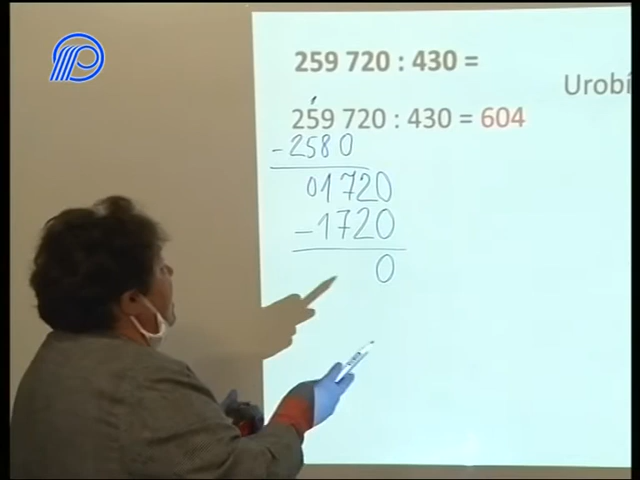 259 720 : 430 =
Urobí
259 720 : 430 = 604
- 2580
01720
- 1720
0